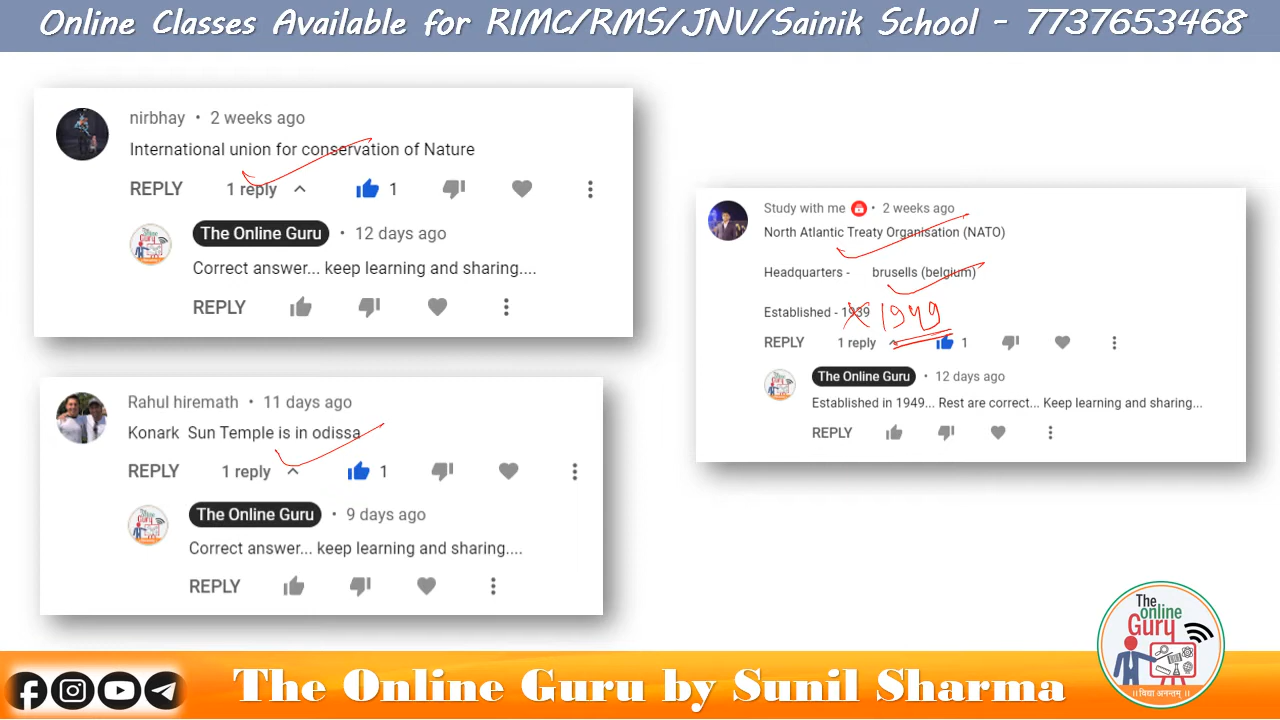 Online Classes Available for RIMC/RMS/JNV/Sainik School - 7737653468
nirbhay • 2 weeks ago
International union for conservation of Nature
REPLY 1 reply 1
The Online Guru • 12 days ago
Correct answer... keep learning and sharing....
REPLY
Rahul hiremath • 11 days ago
Konark Sun Temple is in odissa
REPLY 1 reply 1
The Online Guru • 9 days ago
Correct answer... keep learning and sharing....
REPLY
Study with me • 2 weeks ago
North Atlantic Treaty Organisation (NATO)
Headquarters - brusells (belgium)
Established - 1939 1949
REPLY 1 reply 1
The Online Guru • 12 days ago
Established in 1949... Rest are correct... Keep learning and sharing...
REPLY
The
online
Guru
।। विद्या अनन्तम् ।।
The Online Guru by Sunil Sharma